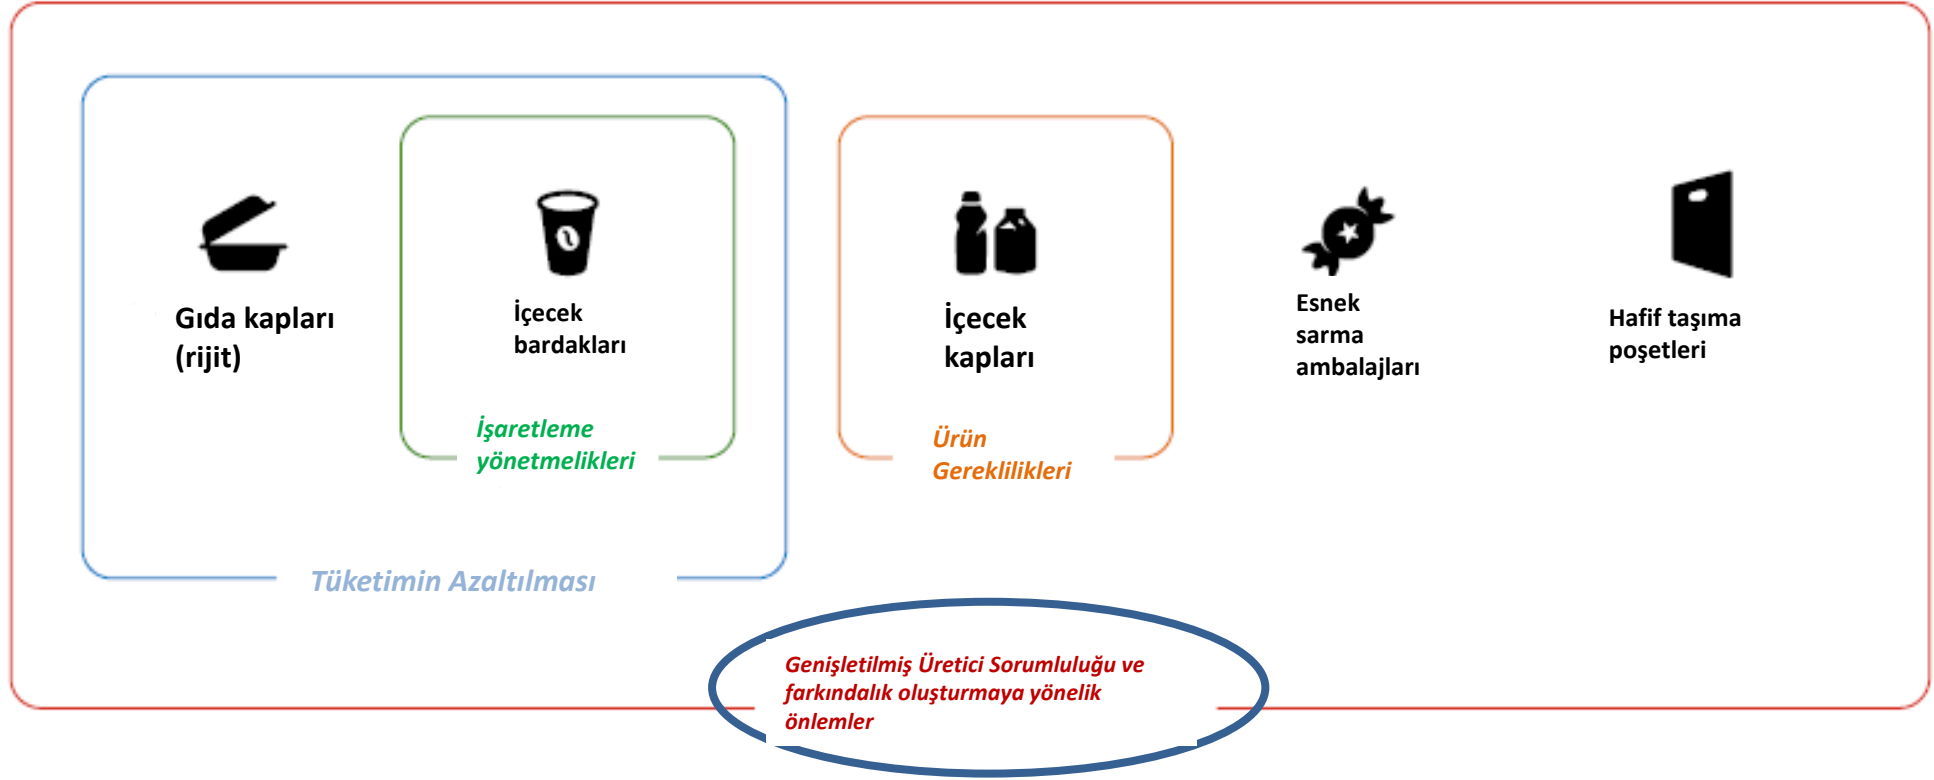 Gıda kapları
(rijit)
İçecek
bardakları
İşaretleme
yönetmelikleri
Tüketimin Azaltılması
İçecek
kapları
Ürün
Gereklilikleri
Esnek
sarma
ambalajları
Hafif taşıma
poşetleri
Genişletilmiş Üretici Sorumluluğu ve
farkındalık oluşturmaya yönelik
önlemler